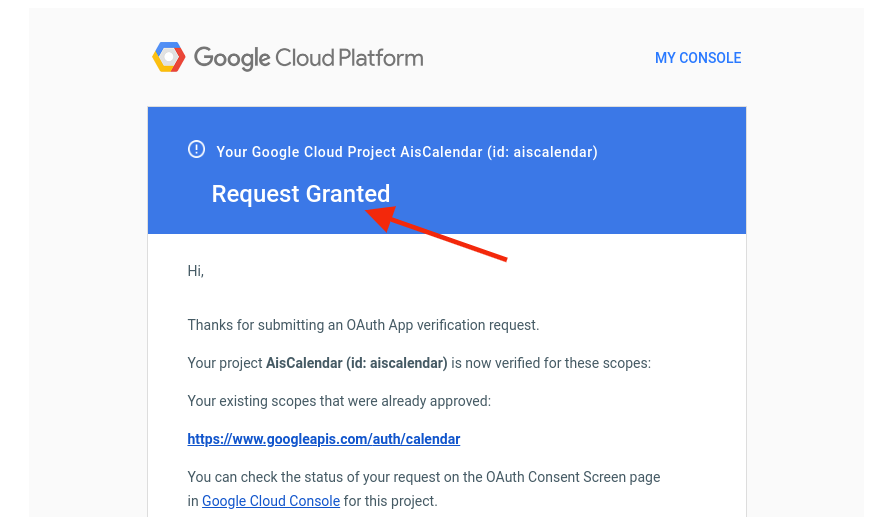 Google Cloud Platform
MY CONSOLE
Your Google Cloud Project AisCalendar (id: aiscalendar)
Request Granted
Hi,
Thanks for submitting an OAuth App verification request.
Your project AisCalendar (id: aiscalendar) is now verified for these scopes:
Your existing scopes that were already approved:
https://www.googleapis.com/auth/calendar
You can check the status of your request on the OAuth Consent Screen page
in Google Cloud Console for this project.